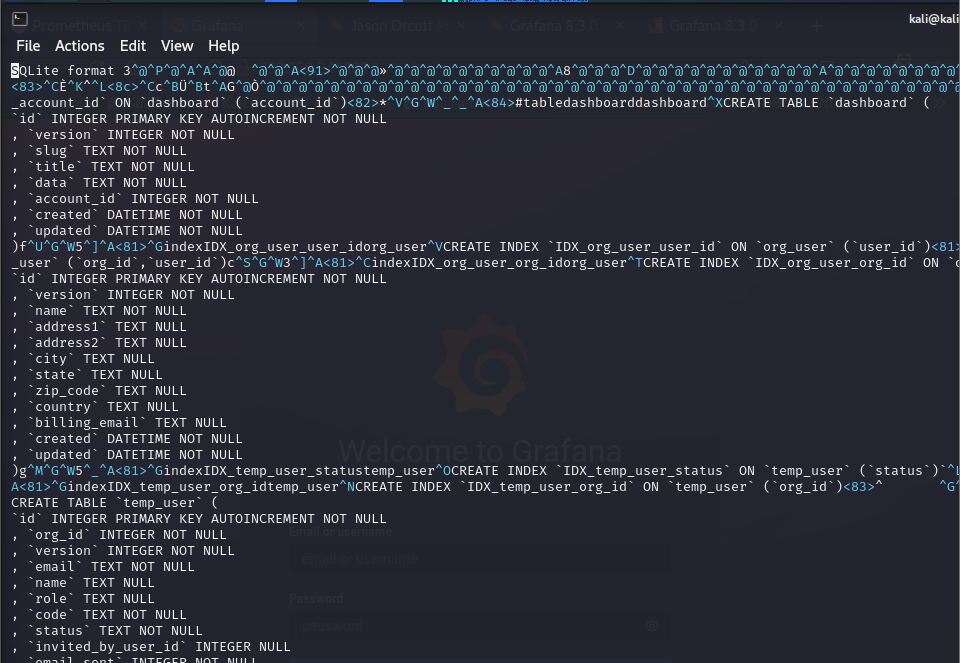 Prometheus Ti
Grafana
Jason Orcutt
Grafana 8.3.0
Grafana 8.3.0
kali@kali
File Actions Edit View Help
SQLite format 3^@^P^@^A^A^@@ ^@^@^A<91>^@^@^@»^@^@^@^@^@^@^@^@^@^@^A8^@^@^@^D^@^@^@^@^@^@^@^@^@^@^@^A^@^@^@^@^@^@^@^@
_account_id` ON `dashboard` (`account_id`)<82>*^V^G^W^_^_^A<84>#tabledashboarddashboard^XCREATE TABLE `dashboard` (
`id` INTEGER PRIMARY KEY AUTOINCREMENT NOT NULL
, `version` INTEGER NOT NULL
, `slug` TEXT NOT NULL
, `title` TEXT NOT NULL
, `data` TEXT NOT NULL
, `account_id` INTEGER NOT NULL
, `created` DATETIME NOT NULL
, `updated` DATETIME NOT NULL
)f^U^G^W5^]^A<81>^GindexIDX_org_user_user_idorg_user^VCREATE INDEX `IDX_org_user_user_id` ON `org_user` (`user_id`)<81>
_user` (`org_id`,`user_id`)c^S^G^W3^]^A<81>^CindexIDX_org_user_org_idorg_user^TCREATE INDEX `IDX_org_user_org_id` ON `o
`id` INTEGER PRIMARY KEY AUTOINCREMENT NOT NULL
, `version` INTEGER NOT NULL
, `name` TEXT NOT NULL
, `address1` TEXT NULL
, `address2` TEXT NULL
, `city` TEXT NULL
, `state` TEXT NULL
, `zip_code` TEXT NULL
, `country` TEXT NULL
, `billing_email` TEXT NULL
, `created` DATETIME NOT NULL
, `updated` DATETIME NOT NULL
Welcome to Grafana
)g^M^G^W5^_^A<81>^GindexIDX_temp_user_statustemp_user^OCREATE INDEX `IDX_temp_user_status` ON `temp_user` (`status`)`^L
A<81>^GindexIDX_temp_user_org_idtemp_user^NCREATE INDEX `IDX_temp_user_org_id` ON `temp_user` (`org_id`)<83>^ ^G^
CREATE TABLE `temp_user` (
`id` INTEGER PRIMARY KEY AUTOINCREMENT NOT NULL
Email or username
, `org_id` INTEGER NOT NULL
, `version` INTEGER NOT NULL
email or username
, `email` TEXT NOT NULL
, `name` TEXT NULL
, `role` TEXT NULL
Password
, `code` TEXT NOT NULL
password
, `status` TEXT NOT NULL
, `invited_by_user_id` INTEGER NULL
, `email_sent` INTEGER NOT NULL